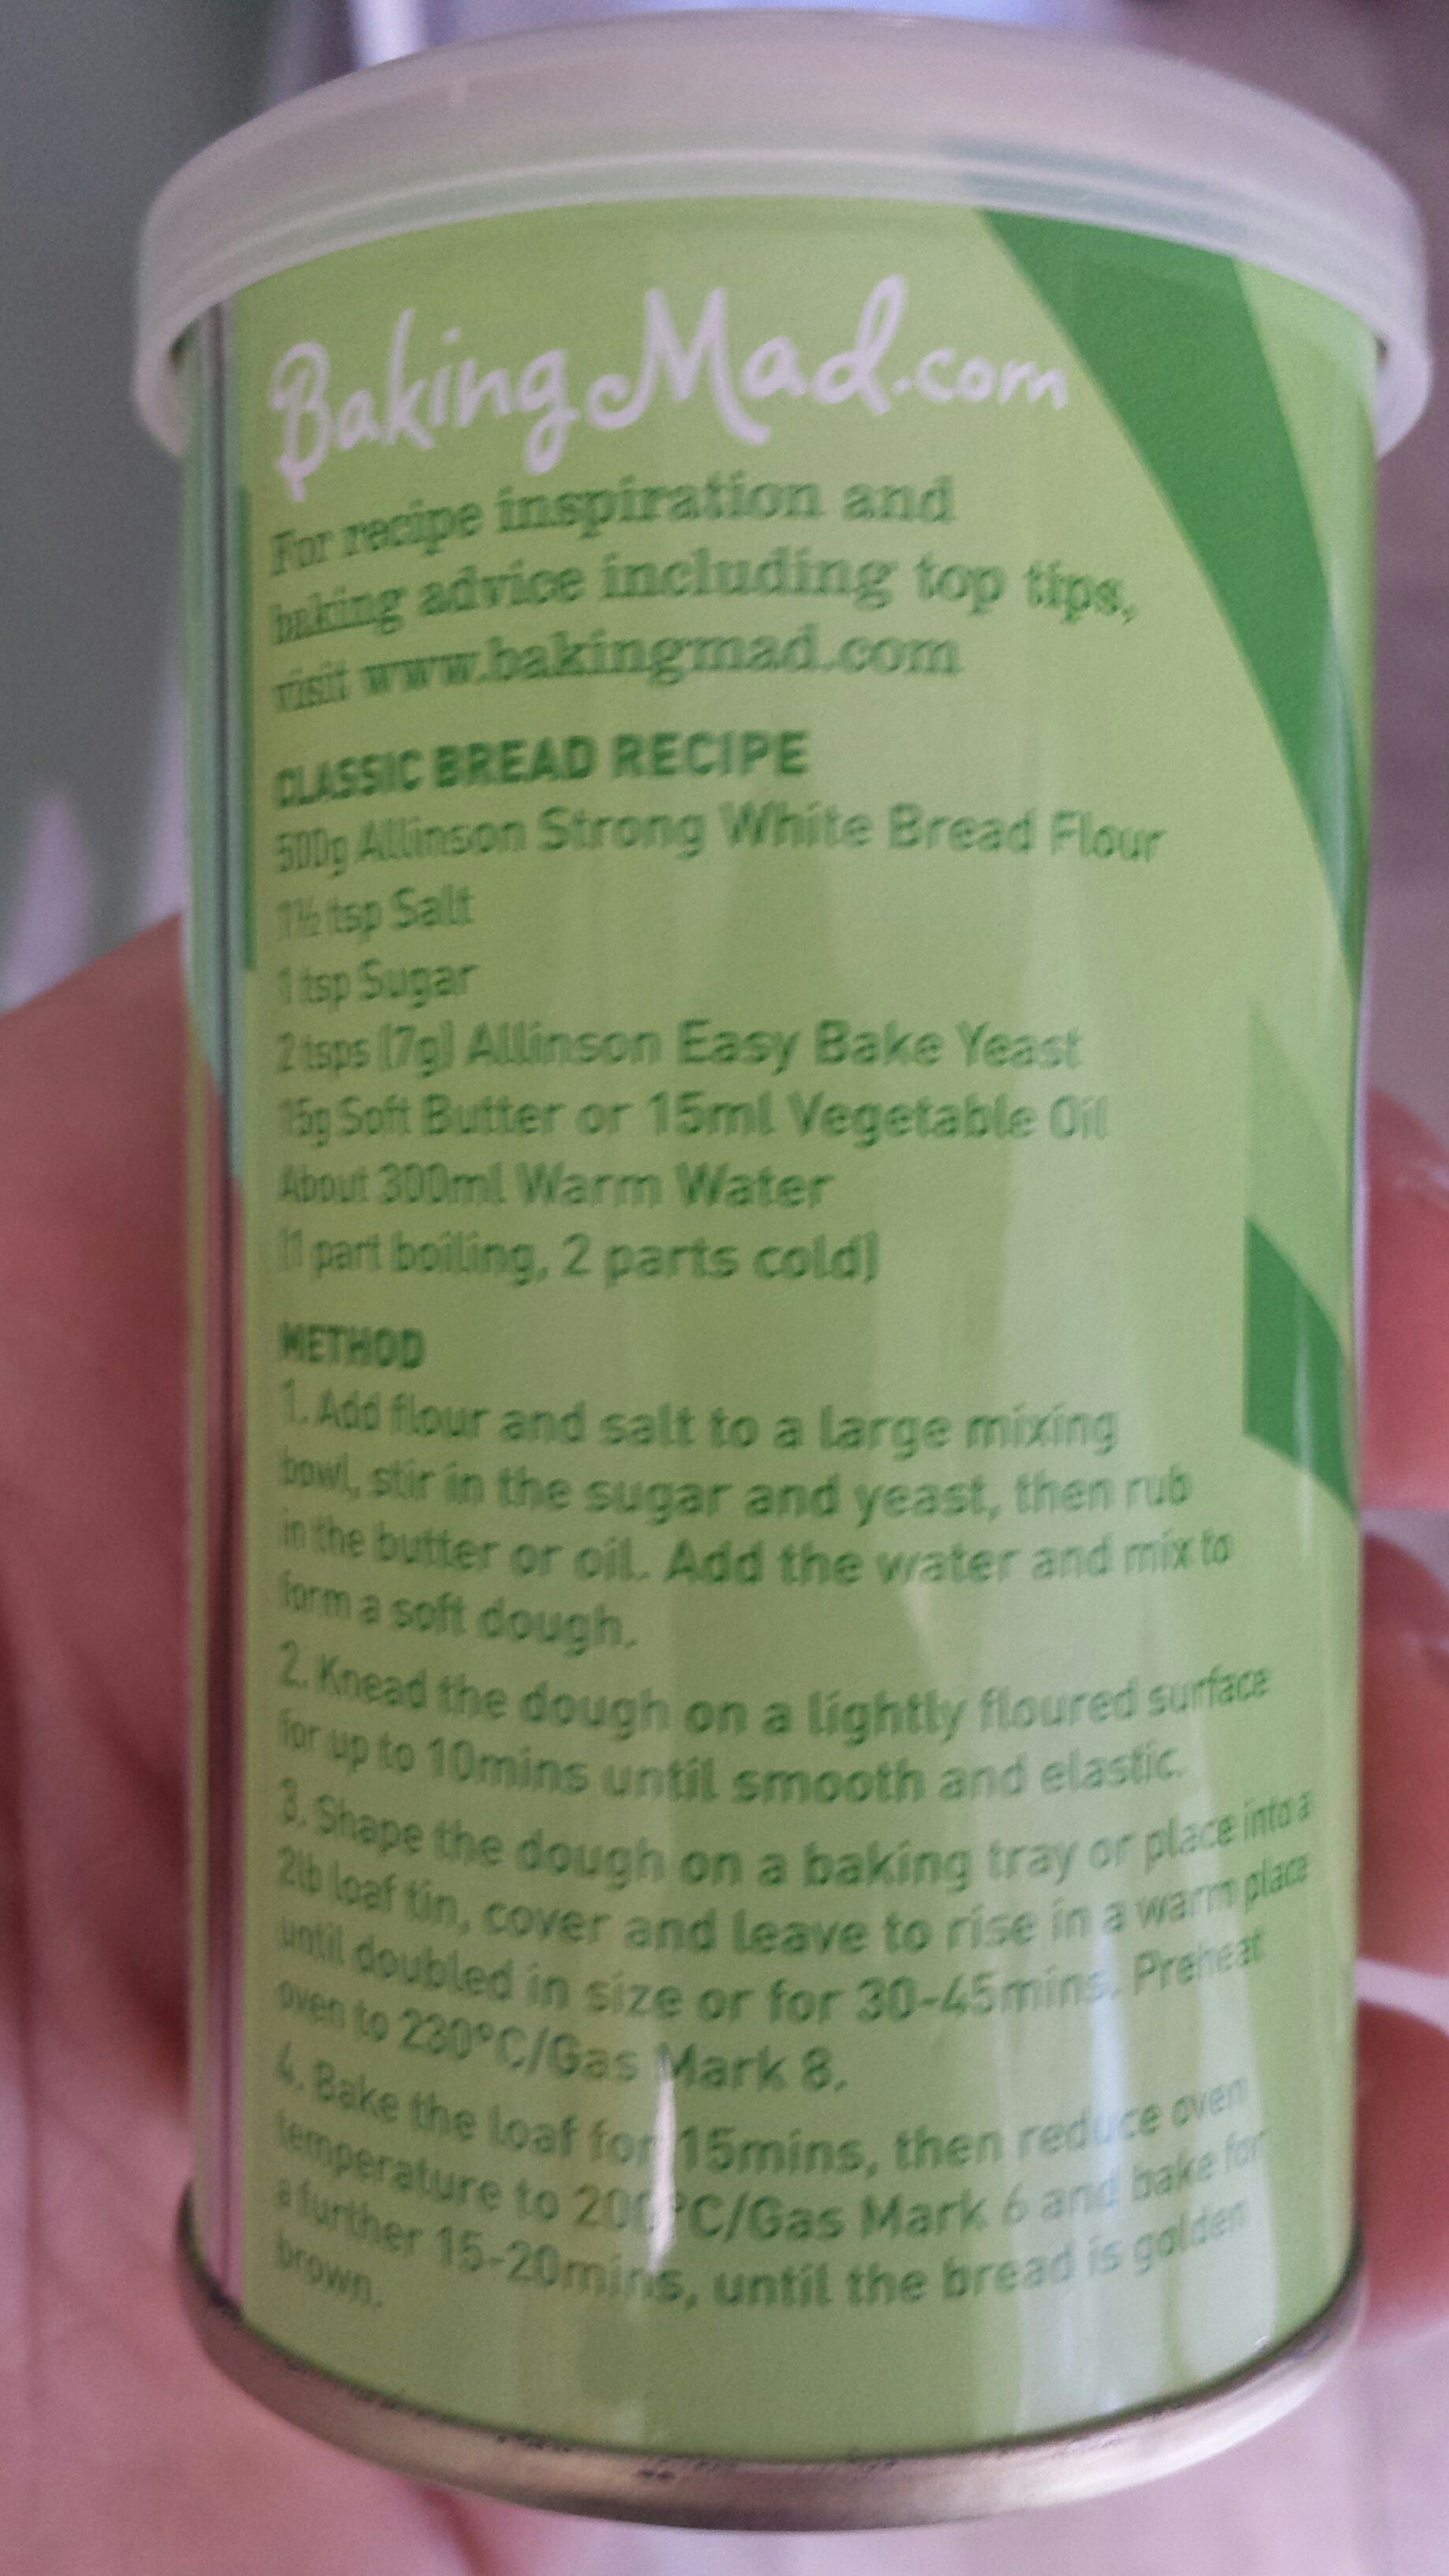 BakingMad.com
For recipe inspiration and
baking advice including top tips,
visit www.bakingmad.com
CLASSIC BREAD RECIPE
500g Allinson Strong White Bread Flour
1½ tsp Salt
1 tsp Sugar
2 tsps (7g) Allinson Easy Bake Yeast
15g Soft Butter or 15ml Vegetable Oil
About 300ml Warm Water
(1 part boiling, 2 parts cold)
METHOD
1. Add flour and salt to a large mixing
bowl, stir in the sugar and yeast, then rub
in the butter or oil. Add the water and mix to
form a soft dough.
2. Knead the dough on a lightly floured surface
for up to 10mins until smooth and elastic.
3. Shape the dough on a baking tray or place into a
2lb loaf tin, cover and leave to rise in a warm place
until doubled in size or for 30-45mins. Preheat
oven to 230°C/Gas Mark 8.
4. Bake the loaf for 15mins, then reduce oven
temperature to 200°C/Gas Mark 6 and bake for
a further 15-20mins, until the bread is golden
brown.